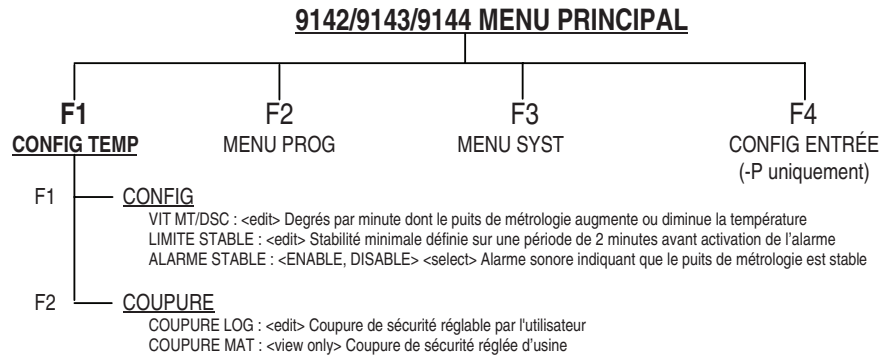 9142/9143/9144 MENU PRINCIPAL
F1 F2 F3 F4
CONFIG TEMP MENU PROG MENU SYST CONFIG ENTRÉE
(-P uniquement)
F1 CONFIG
VIT MT/DSC : <edit> Degrés par minute dont le puits de métrologie augmente ou diminue la température
LIMITE STABLE : <edit> Stabilité minimale définie sur une période de 2 minutes avant activation de l'alarme
ALARME STABLE : <ENABLE, DISABLE> <select> Alarme sonore indiquant que le puits de métrologie est stable
F2 COUPURE
COUPURE LOG : <edit> Coupure de sécurité réglable par l'utilisateur
COUPURE MAT : <view only> Coupure de sécurité réglée d'usine